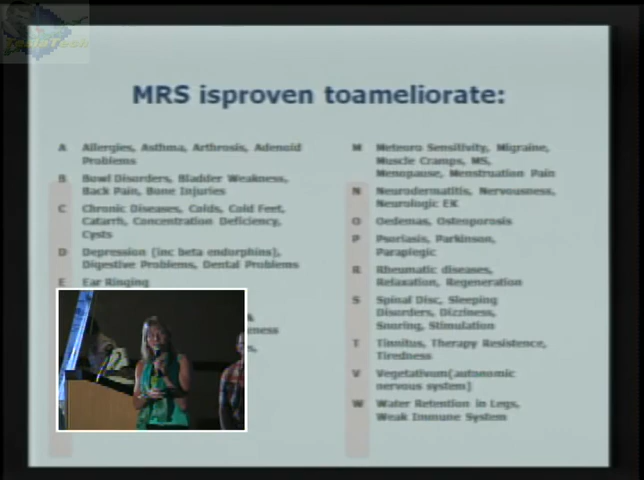 TeslaTech
MRS isproven toameliorate:
A Allergies, Asthma, Arthrosis, Adenoid
Problems
B Bowl Disorders, Bladder Weakness,
Back Pain, Bone Injuries
C Chronic Diseases, Colds, Cold Feet,
Catarrh, Concentration Deficiency,
Cysts
D Depression (inc beta endorphins),
Digestive Problems, Dental Problems
E Ear Ringing
M Meteoro Sensitivity, Migraine,
Muscle Cramps, MS,
Menopause, Menstruation Pain
N Neurodermatitis, Nervousness,
Neurologic EK
O Oedemas, Osteoporosis
P Psoriasis, Parkinson,
Paraplegic
R Rheumatic diseases,
Relaxation, Regeneration
S Spinal Disc, Sleeping
Disorders, Dizziness,
Snoring, Stimulation
T Tinnitus, Therapy Resistence,
Tiredness
V Vegetativum(autonomic
nervous system)
W Water Retention in Legs,
Weak Immune System